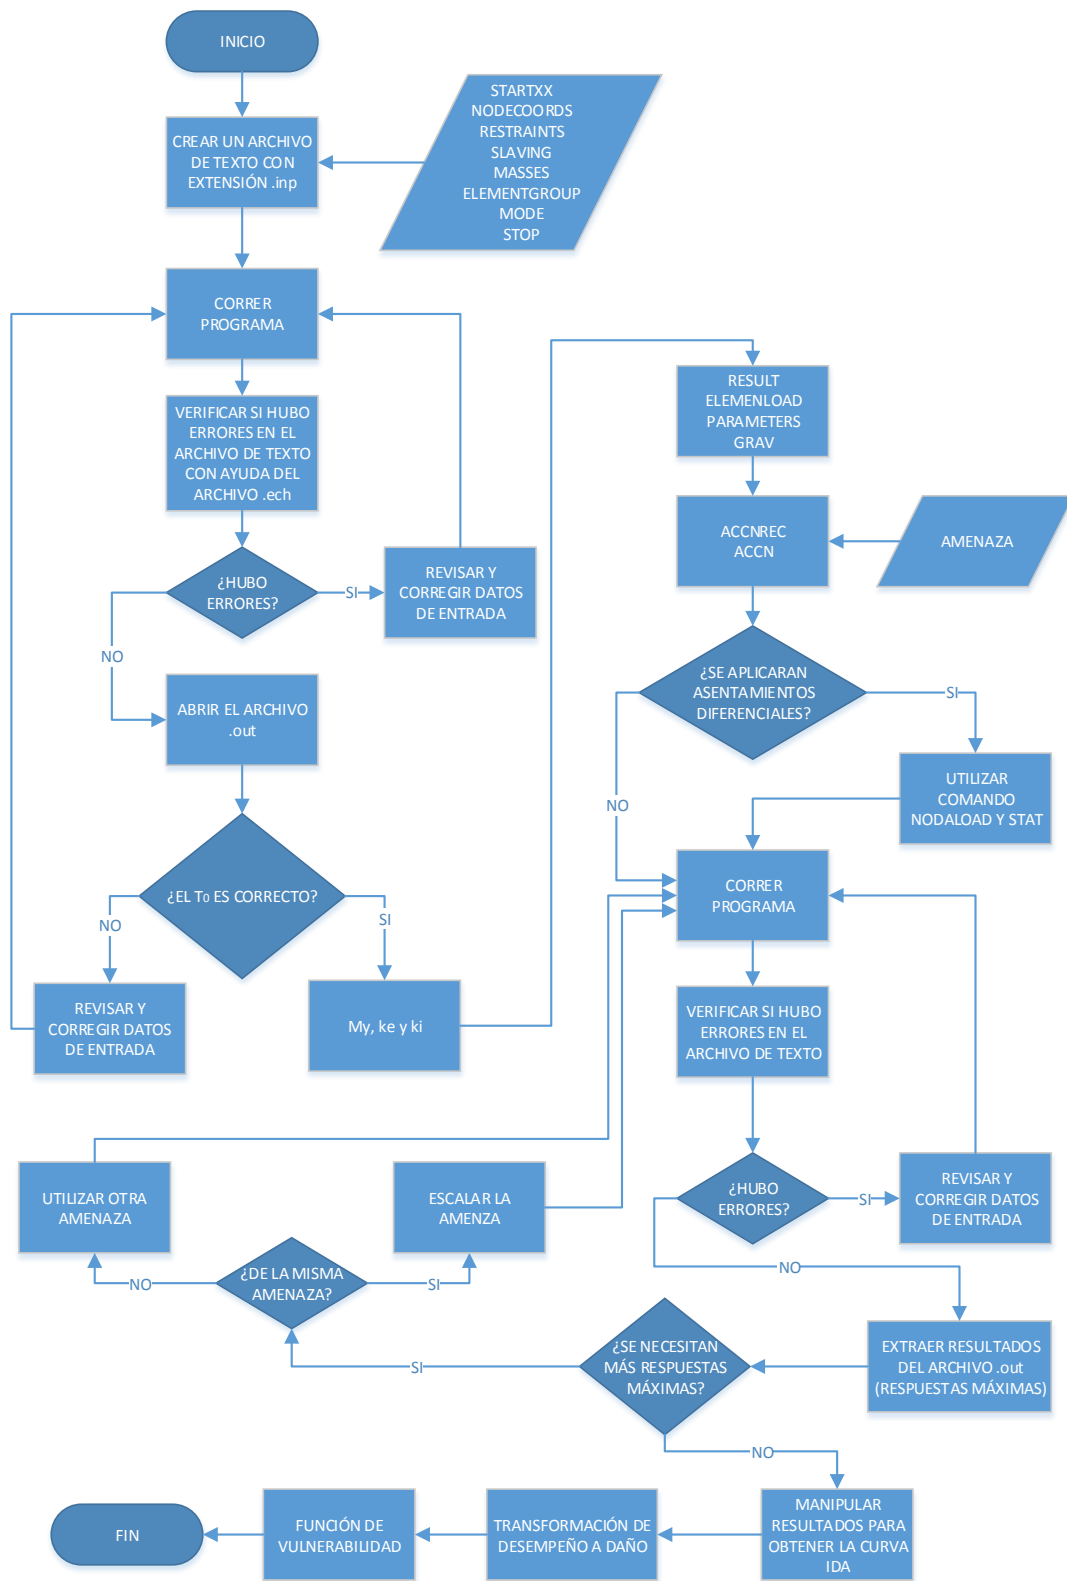 INICIO
CREAR UN ARCHIVO
DE TEXTO CON
EXTENSIÓN .inp
STARTXX
NODECOORDS
RESTRAINTS
SLAVING
MASSES
ELEMENTGROUP
MODE
STOP
CORRER
PROGRAMA
VERIFICAR SI HUBO
ERRORES EN EL
ARCHIVO DE TEXTO
CON AYUDA DEL
ARCHIVO .ech
¿HUBO
ERRORES?
SI
REVISAR Y
CORREGIR DATOS
DE ENTRADA
NO
ABRIR EL ARCHIVO
.out
¿EL T0 ES CORRECTO?
NO
SI
REVISAR Y
CORREGIR DATOS
DE ENTRADA
My, ke y ki
RESULT
ELEMENLOAD
PARAMETERS
GRAV
ACCNREC
ACCN
AMENAZA
¿SE APLICARAN
ASENTAMIENTOS
DIFERENCIALES?
SI
NO
UTILIZAR
COMANDO
NODALOAD Y STAT
CORRER
PROGRAMA
VERIFICAR SI HUBO
ERRORES EN EL
ARCHIVO DE TEXTO
¿HUBO
ERRORES?
SI
REVISAR Y
CORREGIR DATOS
DE ENTRADA
NO
EXTRAER RESULTADOS
DEL ARCHIVO .out
(RESPUESTAS MÁXIMAS)
¿SE NECESITAN
MÁS RESPUESTAS
MÁXIMAS?
SI
¿DE LA MISMA
AMENAZA?
NO
SI
UTILIZAR OTRA
AMENAZA
ESCALAR LA
AMENZA
NO
MANIPULAR
RESULTADOS PARA
OBTENER LA CURVA
IDA
TRANSFORMACIÓN DE
DESEMPEÑO A DAÑO
FUNCIÓN DE
VULNERABILIDAD
FIN